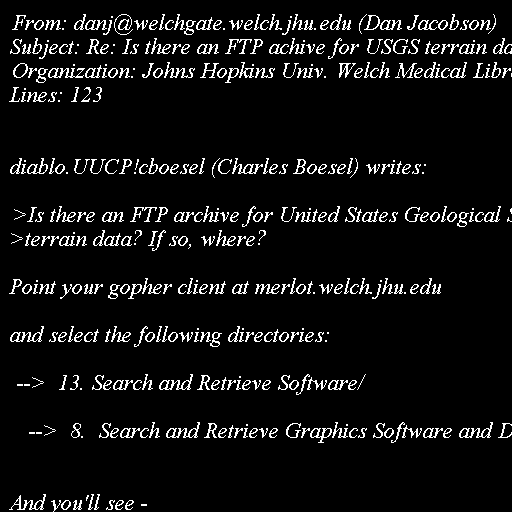 From: danj@welchgate.welch.jhu.edu (Dan Jacobson)
Subject: Re: Is there an FTP achive for USGS terrain
Organization: Johns Hopkins Univ. Welch Medical
Lines: 123
diablo.UUCP!cboesel (Charles Boesel) writes:
>Is there an FTP archive for United States Geological
>terrain data? If so, where?
Point your gopher client at merlot.welch.jhu.edu
and select the following directories:
--> 13. Search and Retrieve Software/
--> 8. Search and Retrieve Graphics Software and
And you'll see -